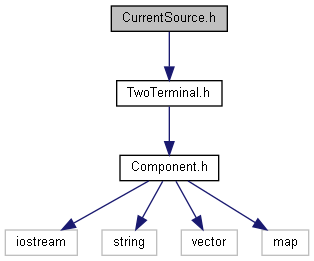 CurrentSource.h
TwoTerminal.h
Component.h
iostream
string
vector
map